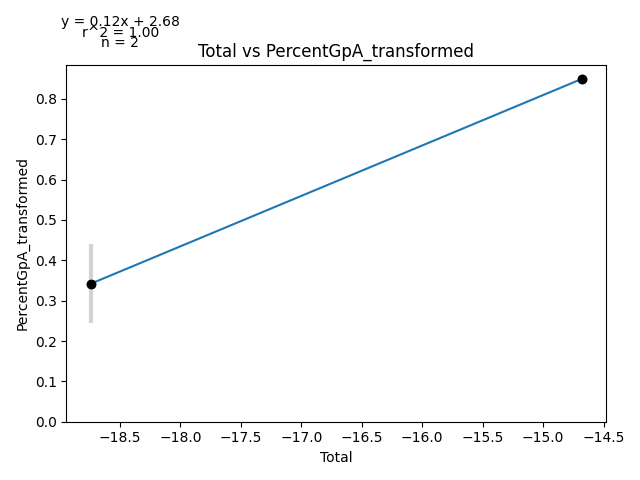 y = 0.12x + 2.68
r^2 = 1.00
n = 2
Total vs PercentGpA_transformed
PercentGpA_transformed
0.8
0.7
0.6
0.5
0.4
0.3
0.2
0.1
0.0
−18.5 −18.0 −17.5 −17.0 −16.5 −16.0 −15.5 −15.0 −14.5
Total